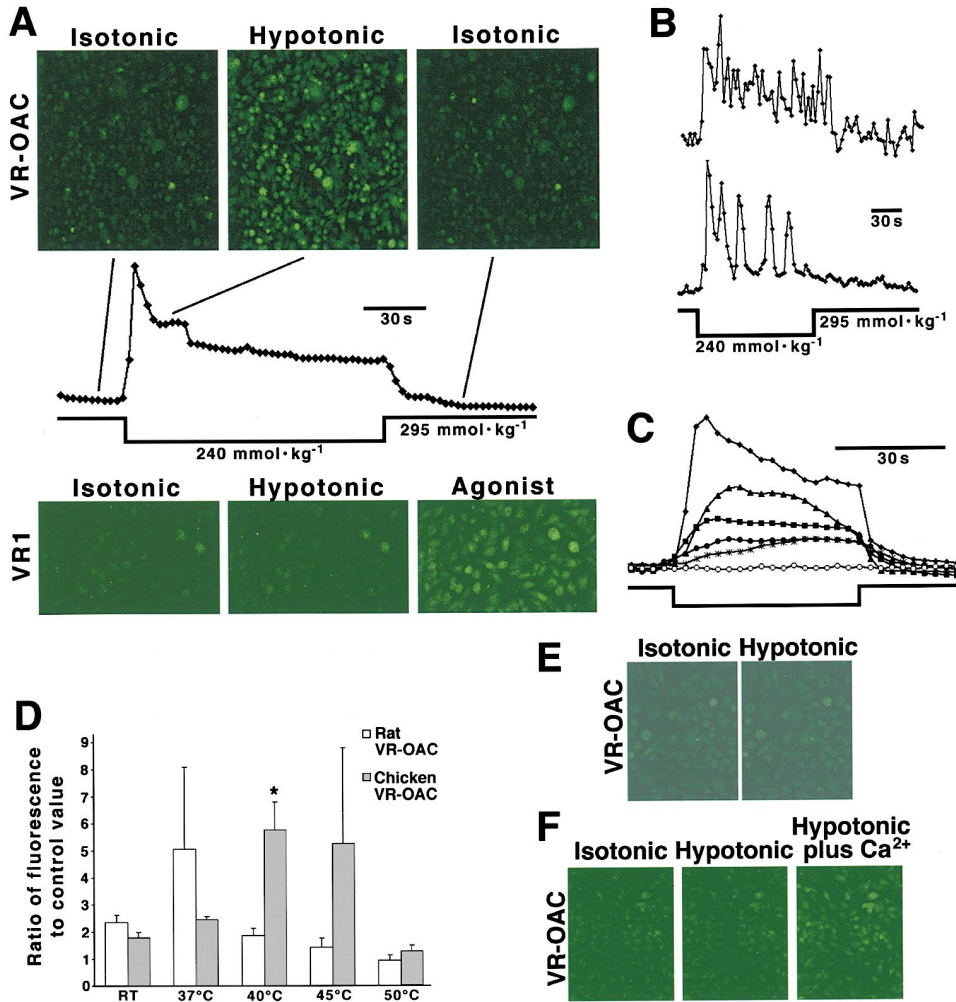 A
Isotonic Hypotonic Isotonic
VR-OAC
30 s
240 mmol·kg-1
295 mmol·kg-1
Isotonic Hypotonic Agonist
VR1
B
30 s
240 mmol·kg-1
295 mmol·kg-1
C
30 s
D
Ratio of fluorescence
to control value
9
8
7
6
5
4
3
2
1
0
Rat
VR-OAC
Chicken
VR-OAC
*
RT 37°C 40°C 45°C 50°C
E
Isotonic Hypotonic
VR-OAC
F
Isotonic Hypotonic Hypotonic
plus Ca2+
VR-OAC